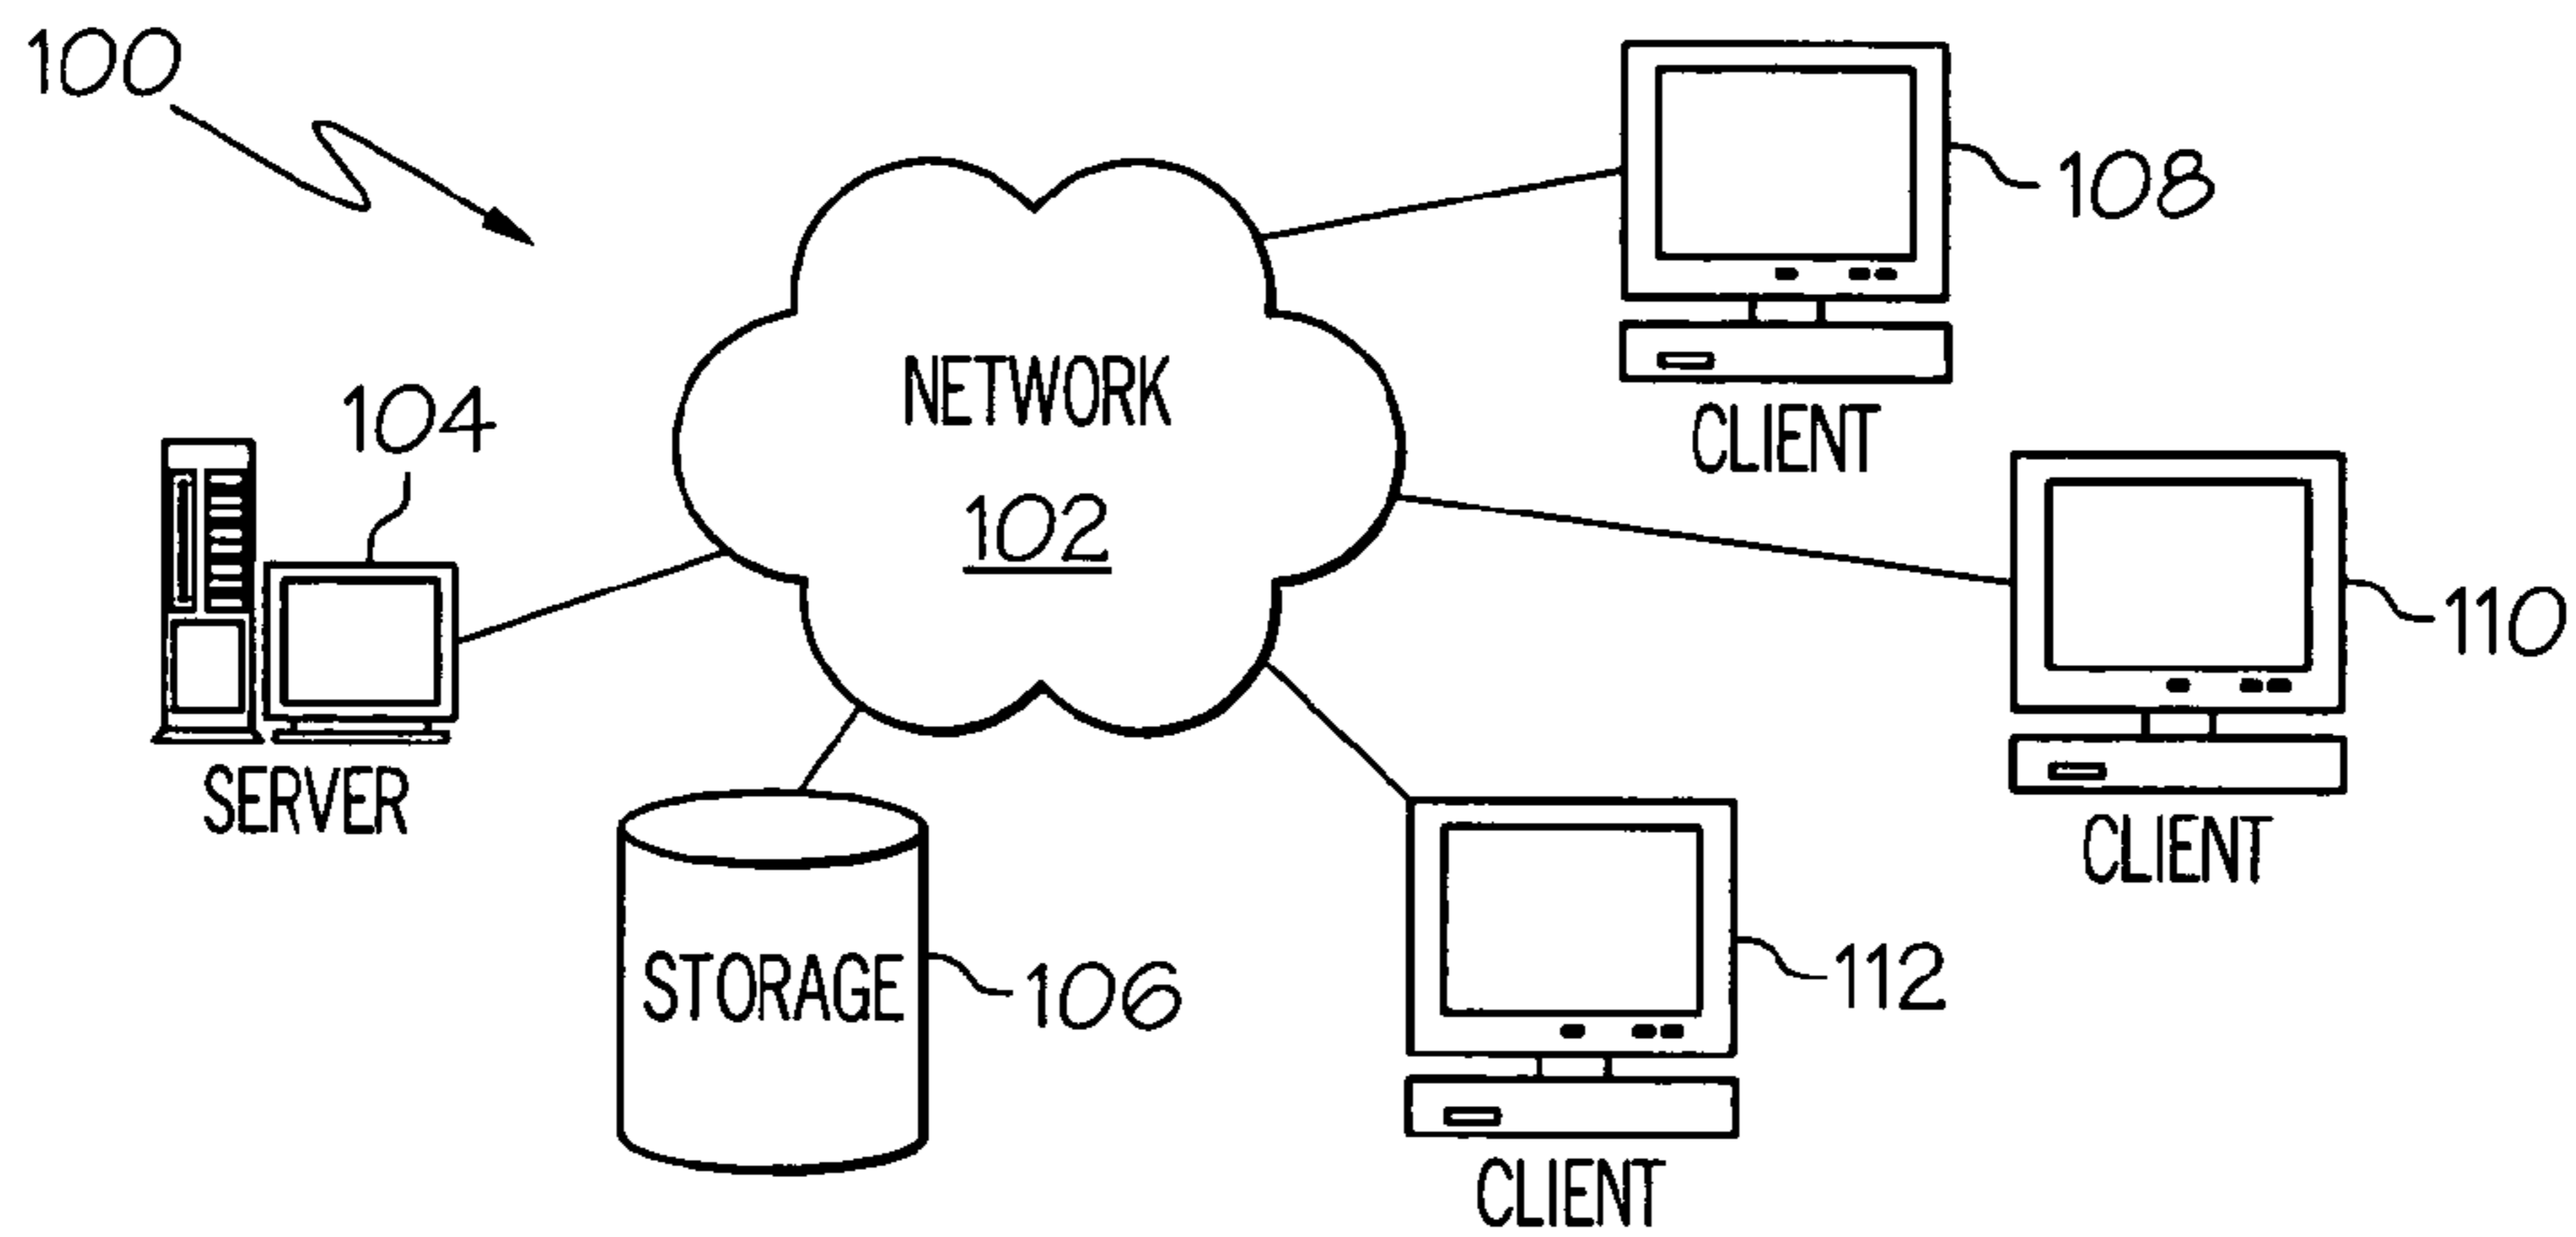 100
108
NETWORK
102
104
CLIENT
110
SERVER
CLIENT
STORAGE
106
112
CLIENT